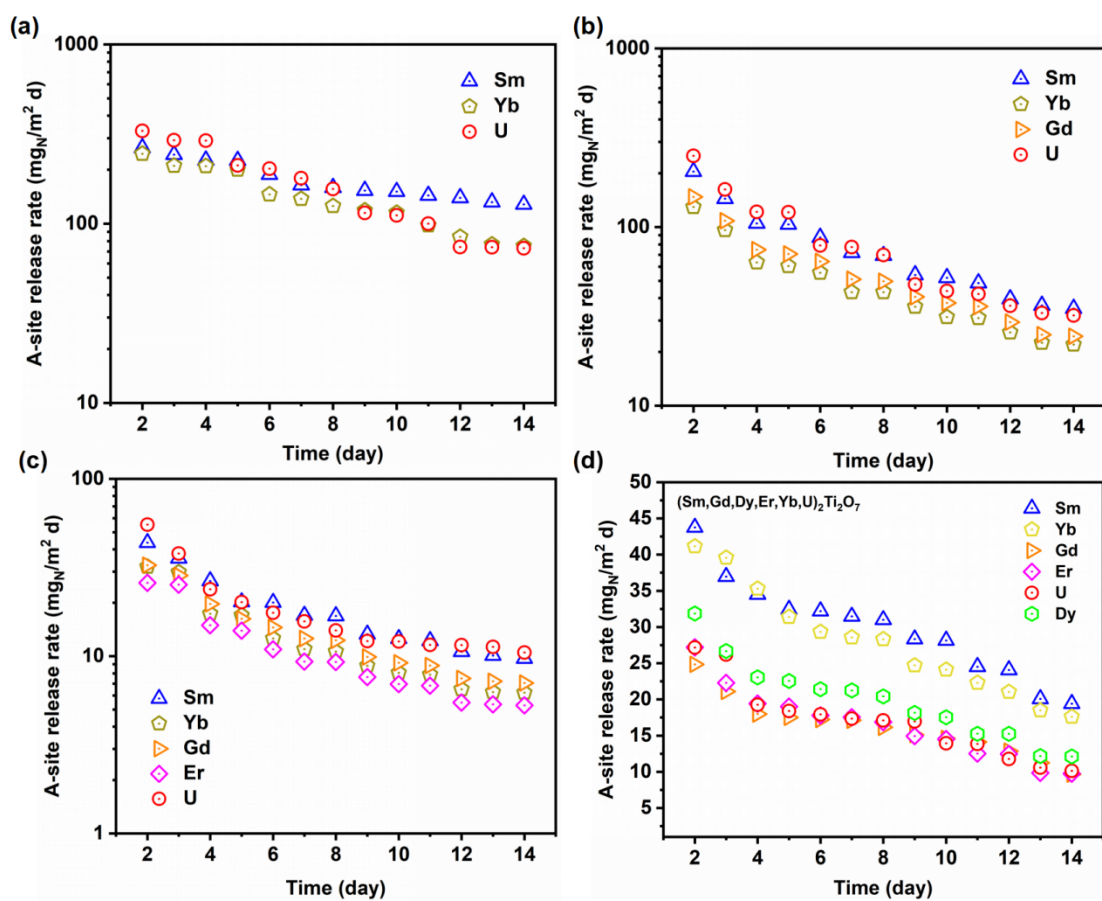 (a)
1000
100
10
A-site release rate (mg_N/m² d)
Sm
Yb
U
2 4 6 8 10 12 14
Time (day)
(b)
1000
100
10
A-site release rate (mg_N/m² d)
Sm
Yb
Gd
U
2 4 6 8 10 12 14
Time (day)
(c)
100
10
1
A-site release rate (mg_N/m² d)
Sm
Yb
Gd
Er
U
2 4 6 8 10 12 14
Time (day)
(d)
50
45
40
35
30
25
20
15
10
5
A-site release rate (mg_N/m² d)
(Sm,Gd,Dy,Er,Yb,U)₂Ti₂O₇
Sm
Yb
Gd
Er
U
Dy
2 4 6 8 10 12 14
Time (day)